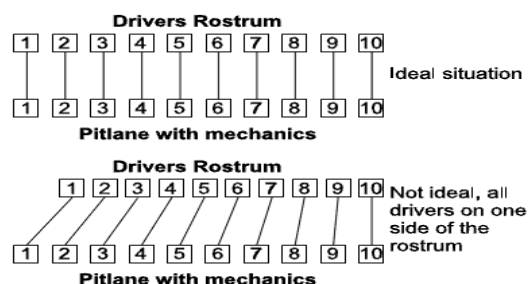 Drivers Rostrum
1 2 3 4 5 6 7 8 9 10
Ideal situation
1 2 3 4 5 6 7 8 9 10
Pitlane with mechanics
Drivers Rostrum
1 2 3 4 5 6 7 8 9 10
Not ideal, all
drivers on one
side of the
rostrum
1 2 3 4 5 6 7 8 9 10
Pitlane with mechanics